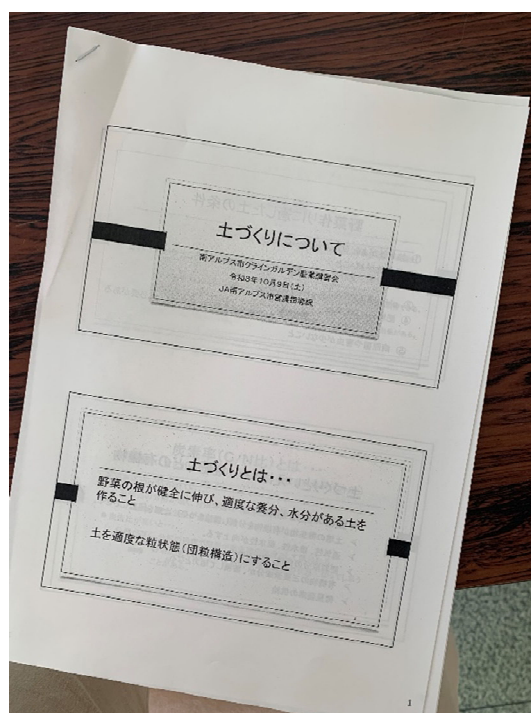 土づくりについて
南アルプス市クラインガルテン営農講習会
令和3年10月9日(土)
JA南アルプス市営農指導課
土づくりとは・・・
野菜の根が健全に伸び、適度な養分、水分がある土を
作ること
土を適度な粒状態(団粒構造)にすること
1